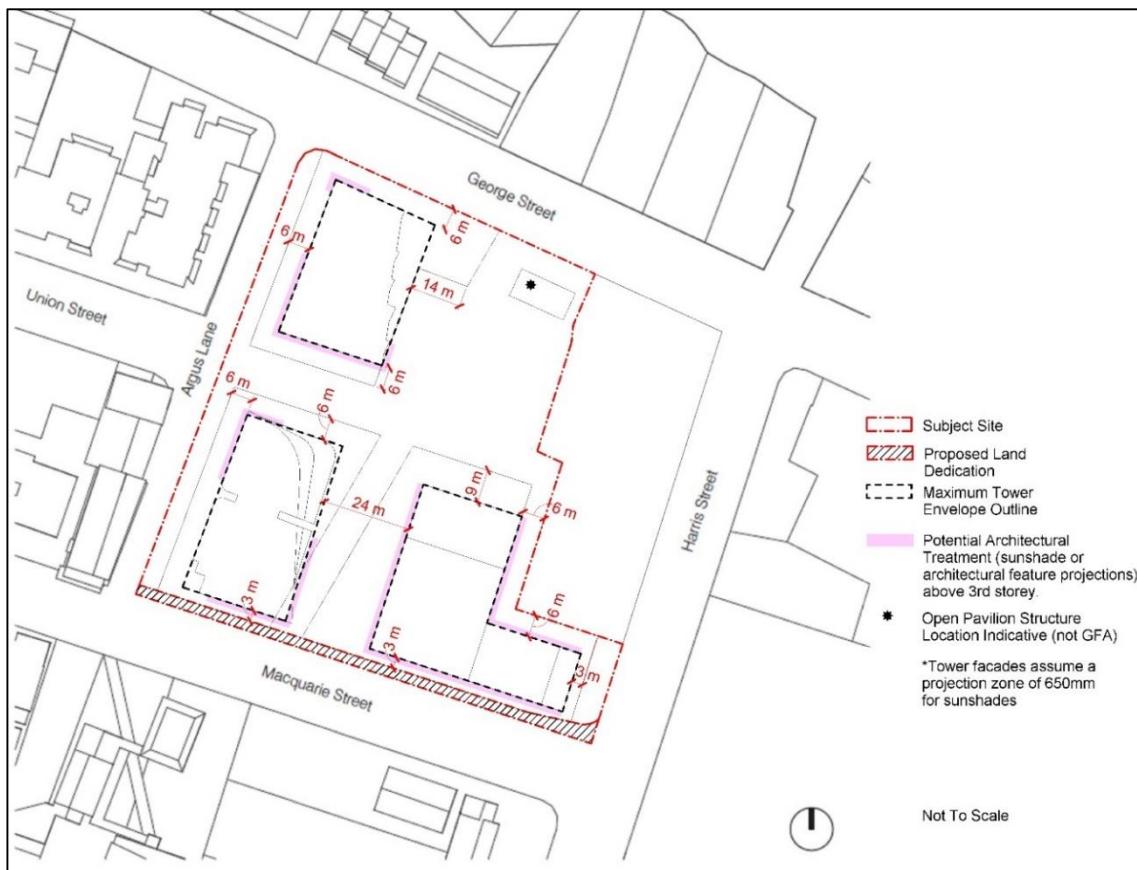 George Street
6 m
6 m
14 m
Union Street
Argus Lane
6 m
6 m
6 m
9 m
6 m
24 m
Harris Street
6 m
3 m
3 m
3 m
Macquarie Street
Subject Site
Proposed Land
Dedication
Maximum Tower
Envelope Outline
Potential Architectural
Treatment (sunshade or
architectural feature projections)
above 3rd storey.
Open Pavilion Structure
Location Indicative (not GFA)
*Tower facades assume a
projection zone of 650mm
for sunshades
Not To Scale